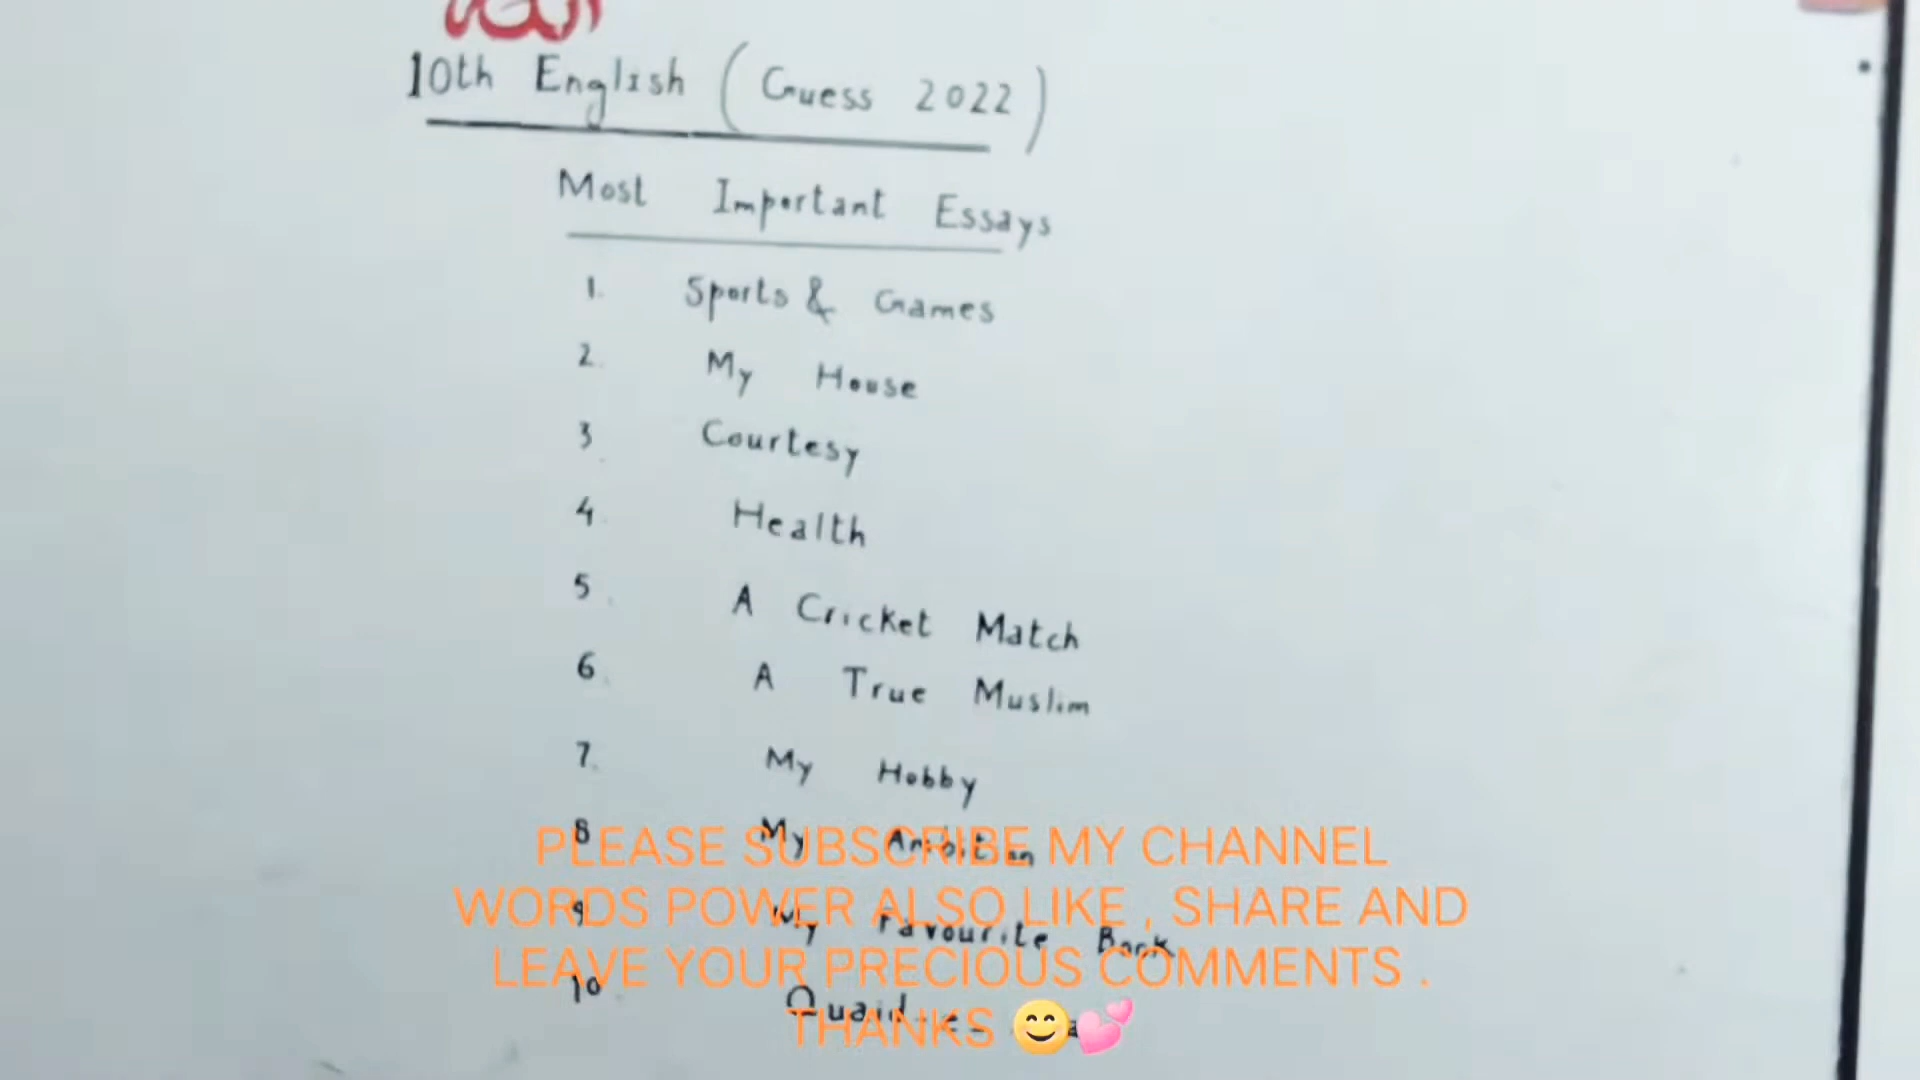 10th English (Guess 2022)
Most Important Essays
1. Sports & Games
2. My House
3 Courtesy
4 Health
5. A Cricket Match
6. A True Muslim
7. My Hobby
8 My Ambition
9 My Favourite Book
10. Quaid
PLEASE SUBSCRIBE MY CHANNEL
WORDS POWER ALSO LIKE , SHARE AND
LEAVE YOUR PRECIOUS COMMENTS .
THANKS 😊💕